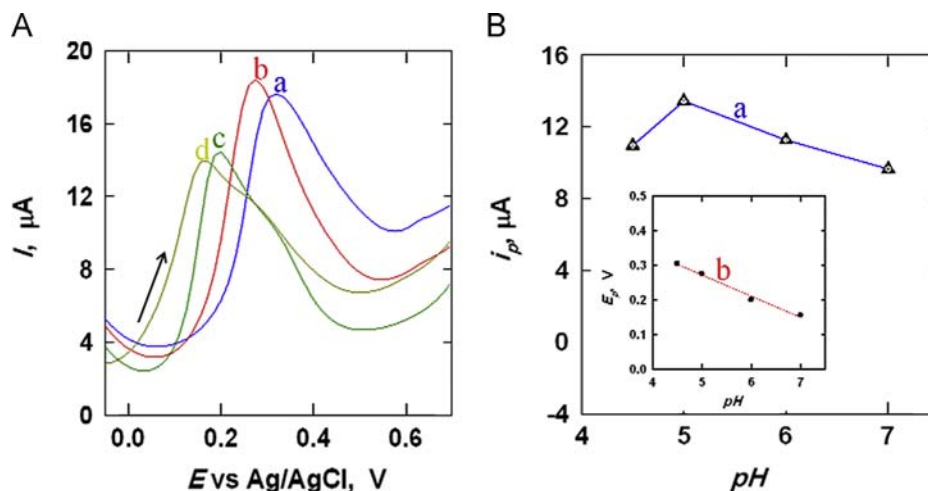 A
20
16
12
8
4
0
I, μA
a
b
c
d
0.0 0.2 0.4 0.6
E vs Ag/AgCl, V
B
16
12
8
4
0
-4
iₚ, μA
a
0.5
0.4
0.3
0.2
0.1
0.0
Eₚ, V
b
4 5 6 7
pH
4 5 6 7
pH